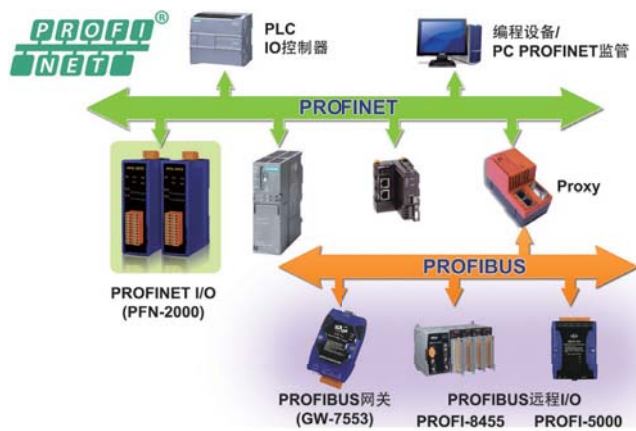 PROFI®
NET
PLC
IO控制器
编程设备/
PC PROFINET监管
PROFINET
Proxy
PROFIBUS
PROFINET I/O
(PFN-2000)
PROFIBUS网关
(GW-7553)
PROFIBUS远程I/O
PROFI-8455
PROFI-5000